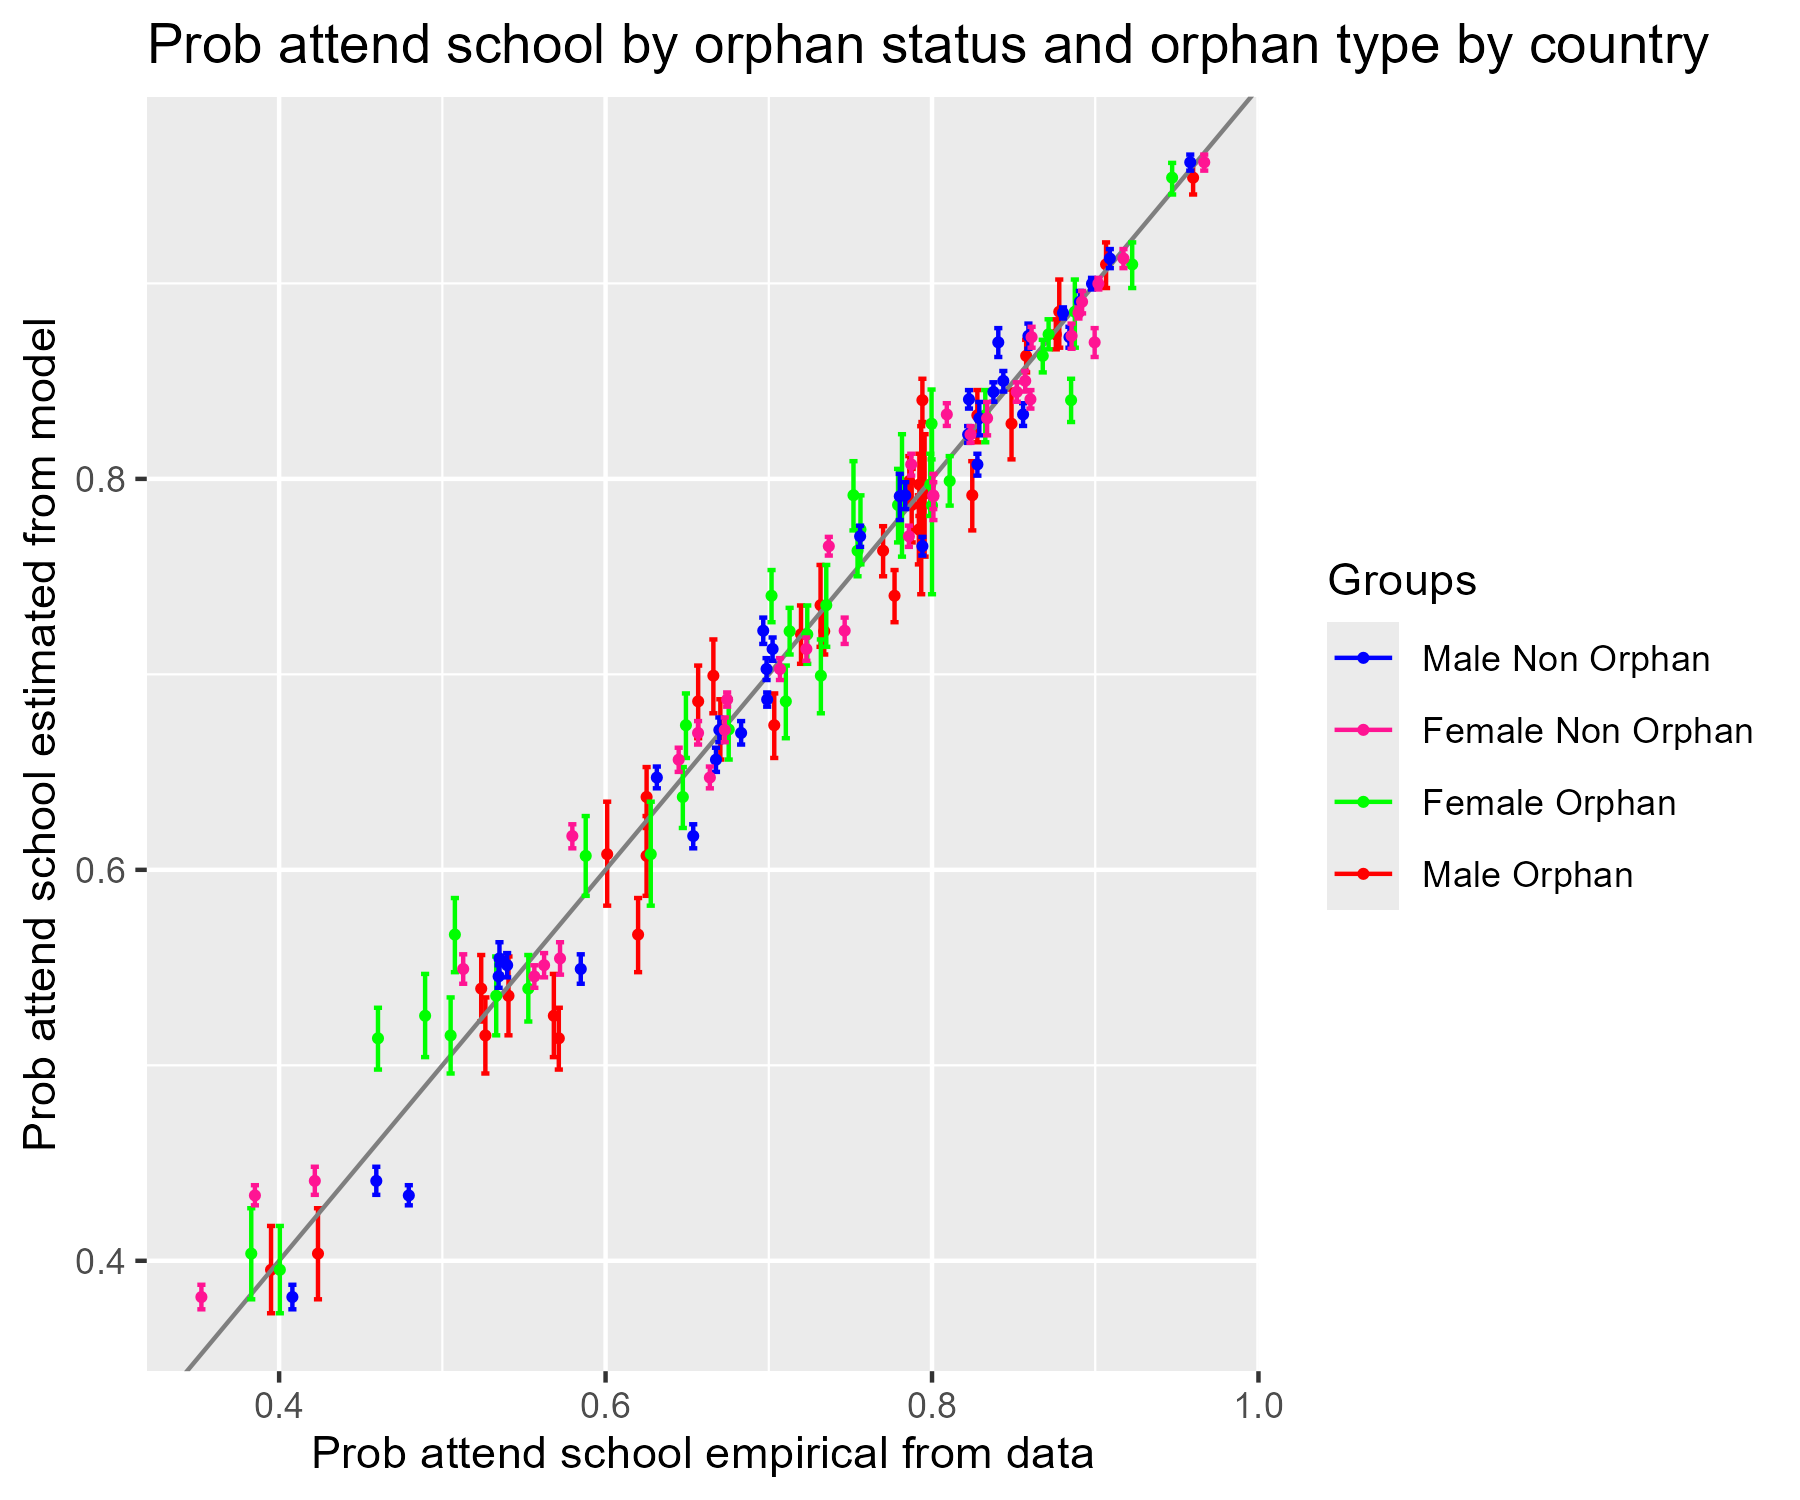 Prob attend school by orphan status and orphan type by country
Prob attend school estimated from model
0.8
0.6
0.4
0.4 0.6 0.8 1.0
Prob attend school empirical from data
Groups
Male Non Orphan
Female Non Orphan
Female Orphan
Male Orphan